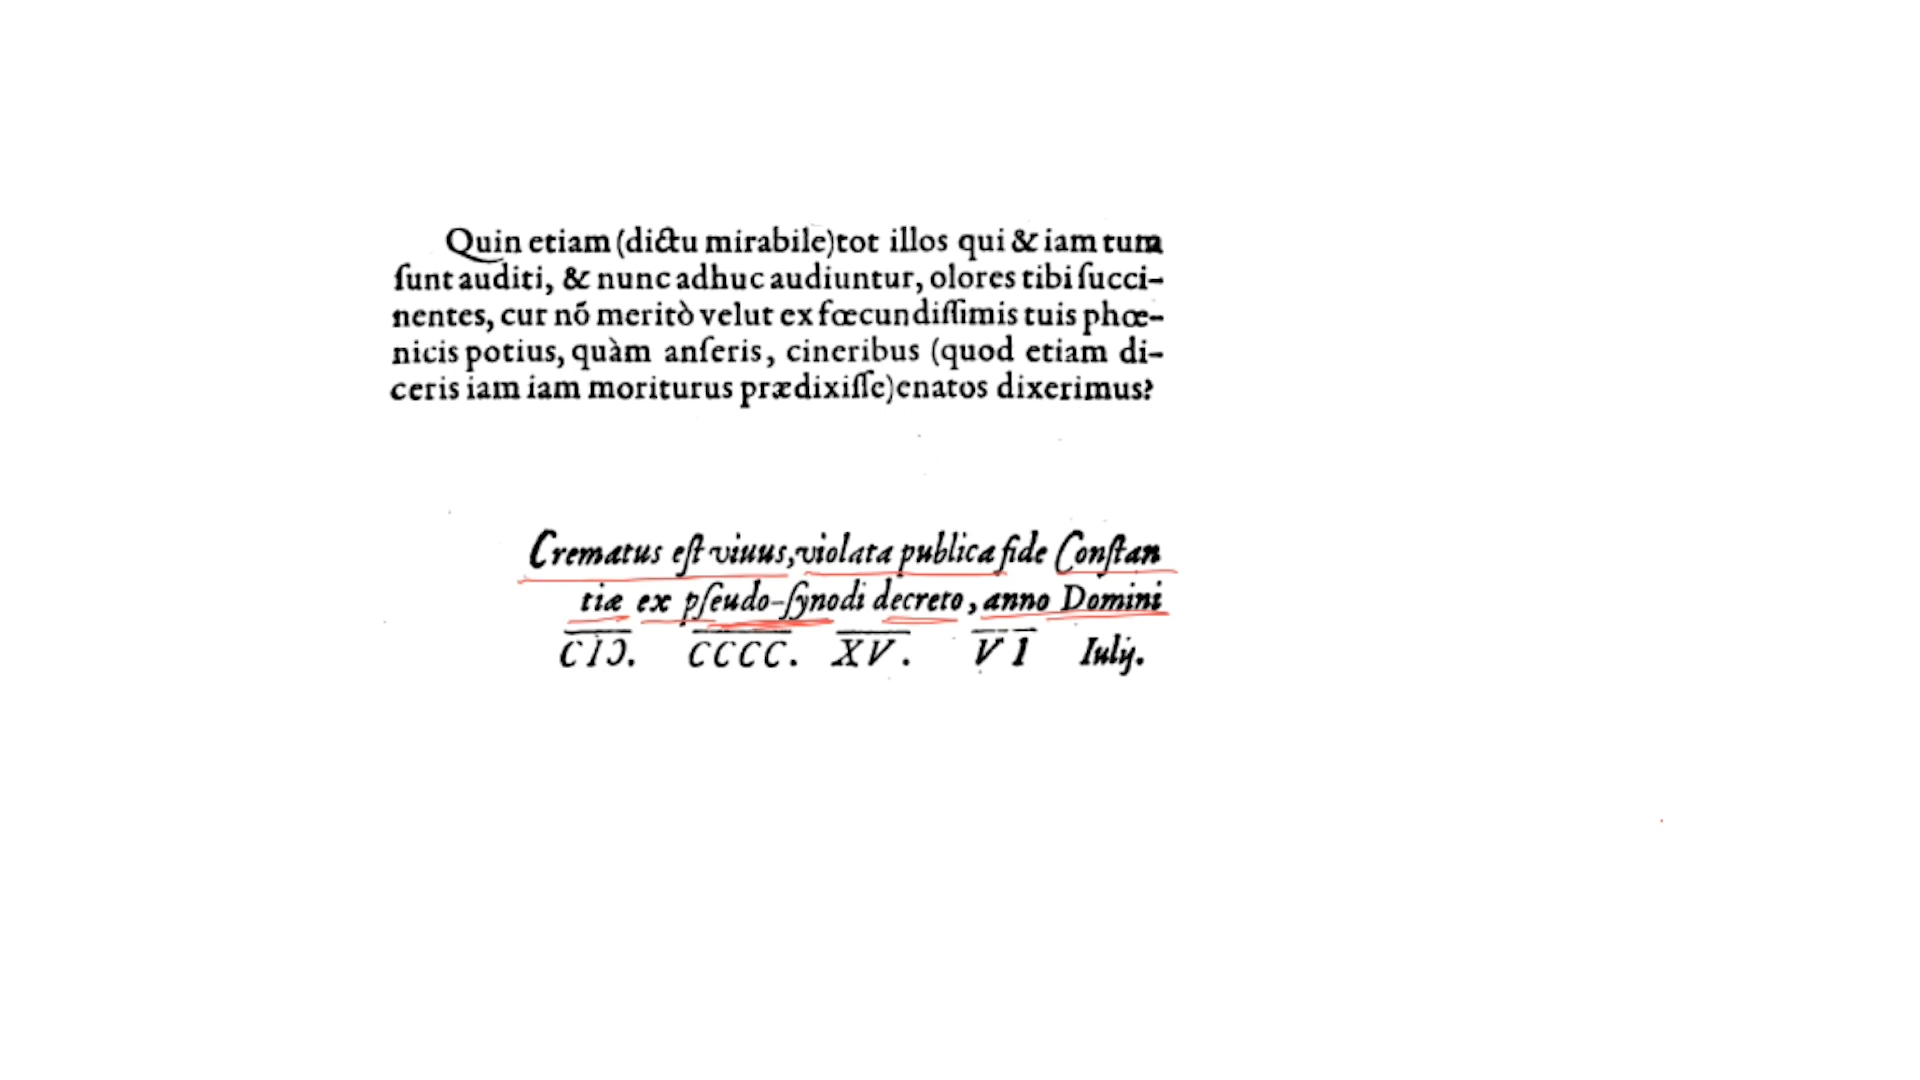 Quin etiam (dictu mirabile)tot illos qui & iam tum
ſunt auditi, & nunc adhuc audiuntur, olores tibi ſucci-
nentes, cur nõ meritò velut ex fœcundiſſimis tuis phœ-
nicis potius, quàm anſeris, cineribus (quod etiam di-
ceris iam iam moriturus prædixiſſe)enatos dixerimus?
Crematus eſt viuus,violata publica fide Conſtan
tiæ ex pſeudo-ſynodi decreto, anno Domini
CIƆ. CCCC. XV. VI Iulij.